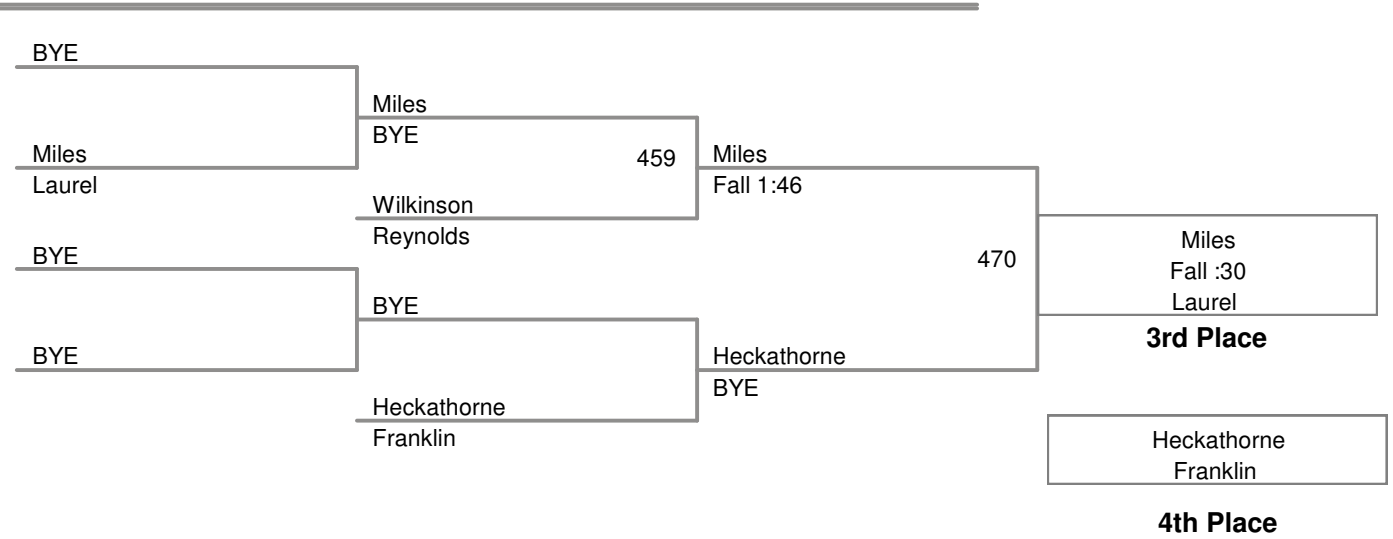 BYE
Miles
Laurel
BYE
BYE
Miles
BYE
Wilkinson
Reynolds
BYE
Heckathorne
Franklin
459
Miles
Fall 1:46
Heckathorne
BYE
470
Miles
Fall :30
Laurel
3rd Place
Heckathorne
Franklin
4th Place